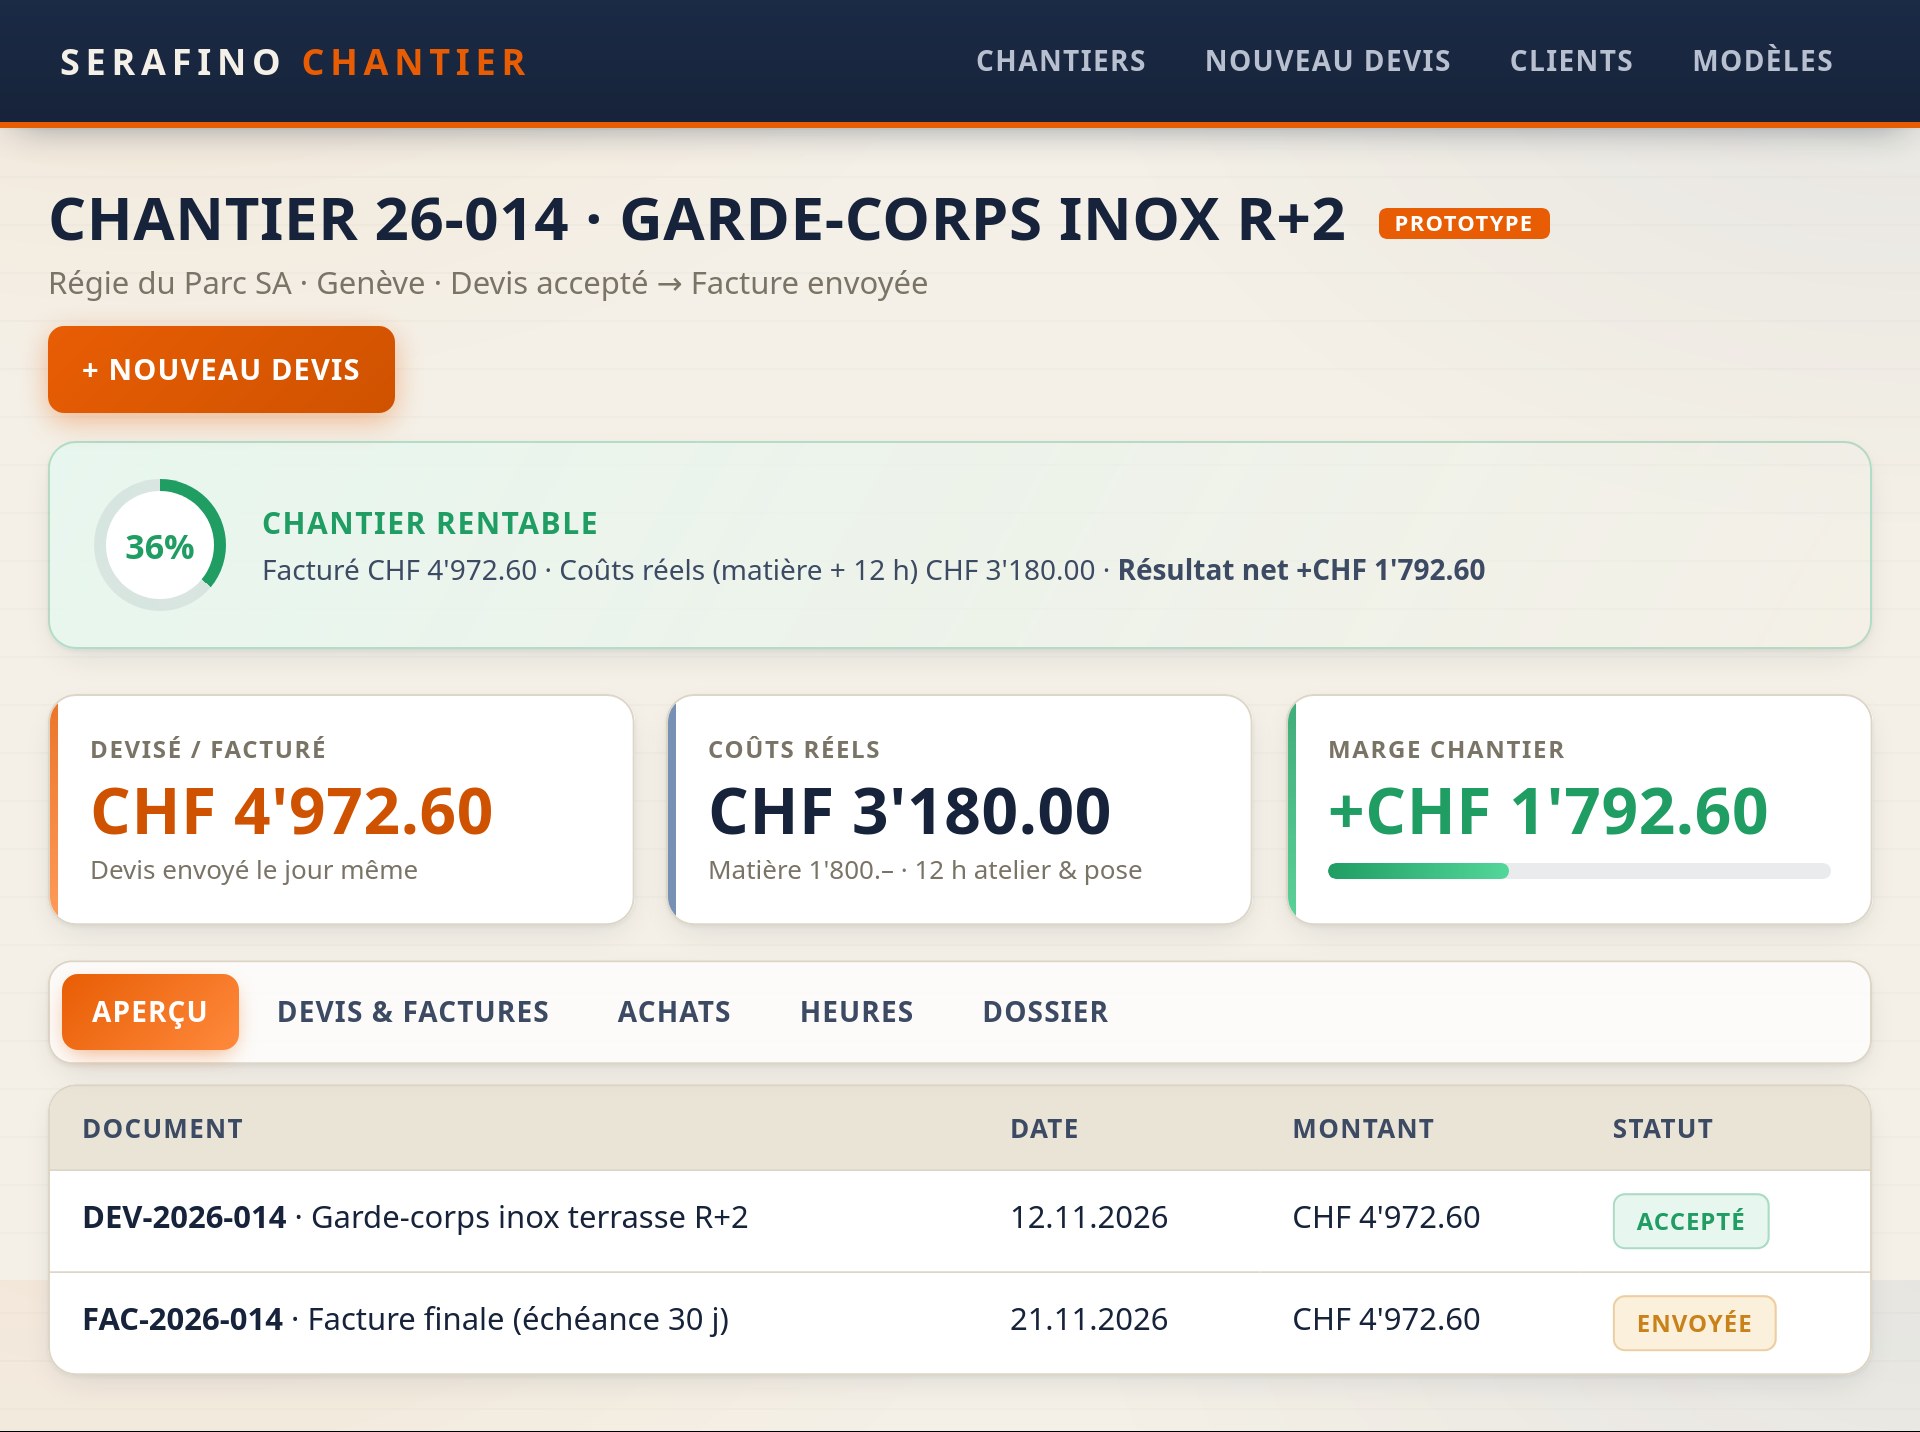 SERAFINO CHANTIER
CHANTIERS NOUVEAU DEVIS CLIENTS MODÈLES
CHANTIER 26-014 · GARDE-CORPS INOX R+2 PROTOTYPE
Régie du Parc SA · Genève · Devis accepté → Facture envoyée
+ NOUVEAU DEVIS
36%
CHANTIER RENTABLE
Facturé CHF 4'972.60 · Coûts réels (matière + 12 h) CHF 3'180.00 · Résultat net +CHF 1'792.60
DEVISÉ / FACTURÉ
CHF 4'972.60
Devis envoyé le jour même
COÛTS RÉELS
CHF 3'180.00
Matière 1'800.– · 12 h atelier & pose
MARGE CHANTIER
+CHF 1'792.60
APERÇU DEVIS & FACTURES ACHATS HEURES DOSSIER
DOCUMENT DATE MONTANT STATUT
DEV-2026-014 · Garde-corps inox terrasse R+2 12.11.2026 CHF 4'972.60 ACCEPTÉ
FAC-2026-014 · Facture finale (échéance 30 j) 21.11.2026 CHF 4'972.60 ENVOYÉE